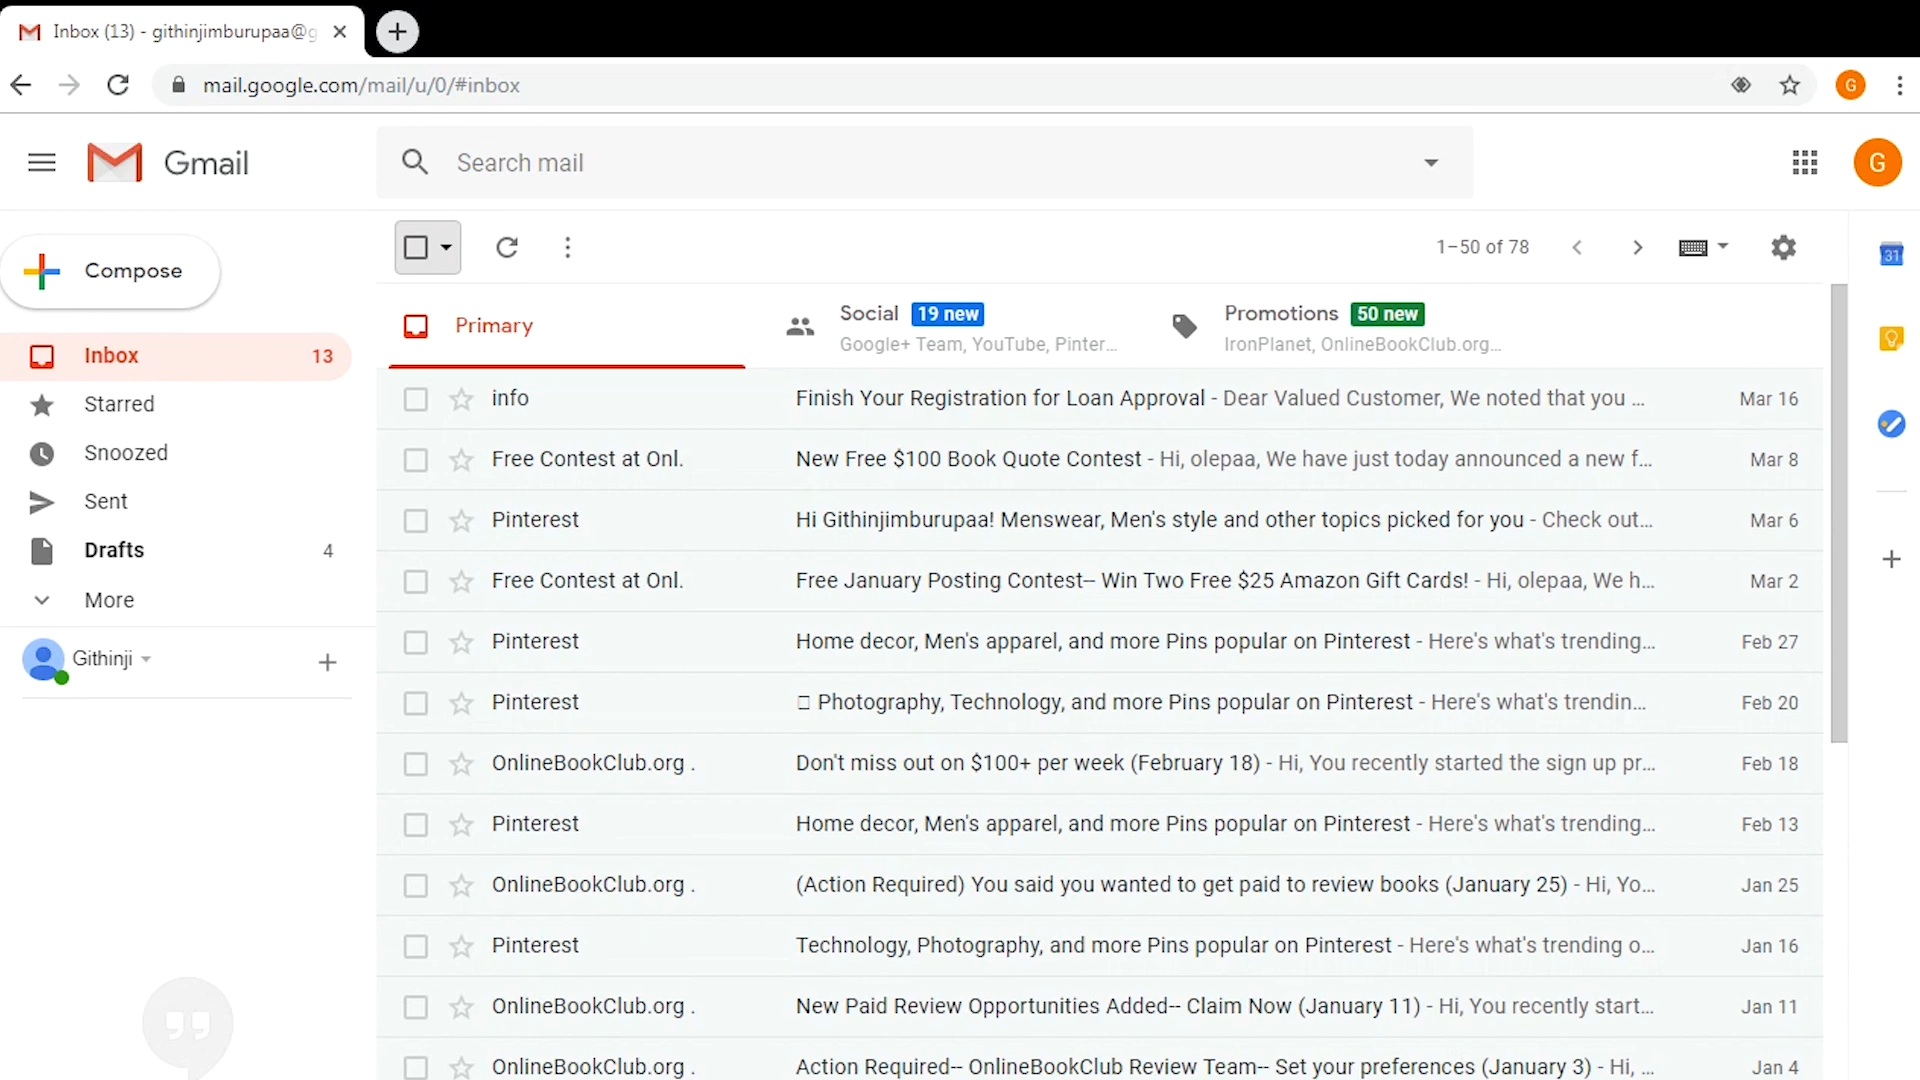 Inbox (13) - githinjimburupaa@g
mail.google.com/mail/u/0/#inbox
G
Gmail
Search mail
G
Compose
1–50 of 78
31
Primary
Social 19 new
Google+ Team, YouTube, Pinter...
Promotions 50 new
IronPlanet, OnlineBookClub.org...
Inbox 13
Starred
Snoozed
Sent
Drafts 4
More
Githinji
info Finish Your Registration for Loan Approval - Dear Valued Customer, We noted that you ... Mar 16
Free Contest at Onl. New Free $100 Book Quote Contest - Hi, olepaa, We have just today announced a new f... Mar 8
Pinterest Hi Githinjimburupaa! Menswear, Men's style and other topics picked for you - Check out... Mar 6
Free Contest at Onl. Free January Posting Contest-- Win Two Free $25 Amazon Gift Cards! - Hi, olepaa, We h... Mar 2
Pinterest Home decor, Men's apparel, and more Pins popular on Pinterest - Here's what's trending... Feb 27
Pinterest Photography, Technology, and more Pins popular on Pinterest - Here's what's trendin... Feb 20
OnlineBookClub.org . Don't miss out on $100+ per week (February 18) - Hi, You recently started the sign up pr... Feb 18
Pinterest Home decor, Men's apparel, and more Pins popular on Pinterest - Here's what's trending... Feb 13
OnlineBookClub.org . (Action Required) You said you wanted to get paid to review books (January 25) - Hi, Yo... Jan 25
Pinterest Technology, Photography, and more Pins popular on Pinterest - Here's what's trending o... Jan 16
OnlineBookClub.org . New Paid Review Opportunities Added-- Claim Now (January 11) - Hi, You recently start... Jan 11
OnlineBookClub.org . Action Required-- OnlineBookClub Review Team-- Set your preferences (January 3) - Hi, ... Jan 4